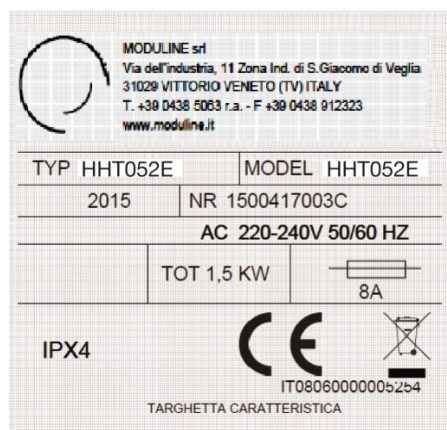 MODULINE srl
Via dell'industria, 11 Zona Ind. di S.Giacomo di Veglia
31029 VITTORIO VENETO (TV) ITALY
T. +39 0438 5063 r.a. - F +39 0438 912323
www.moduline.it
TYP HHT052E MODEL HHT052E
2015 NR 1500417003C
AC 220-240V 50/60 HZ
TOT 1,5 KW
8A
IPX4 CE
IT08060000005254
TARGHETTA CARATTERISTICA